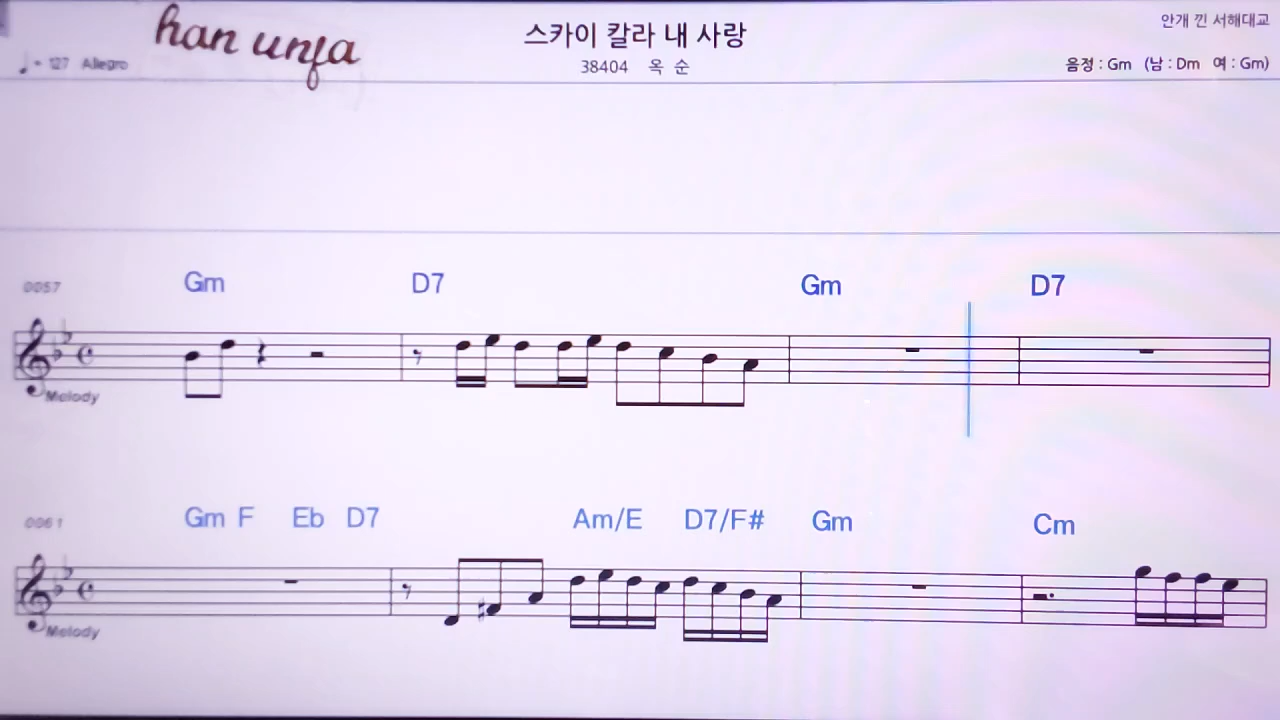 han unfa
스카이 칼라 내 사랑
안개 낀 서해대교
♩ = 127 Allegro
38404 옥 순
음정 : Gm (남 : Dm 여 : Gm)
0057 Gm D7 Gm D7
Melody
0061 Gm F Eb D7 Am/E D7/F# Gm Cm
Melody